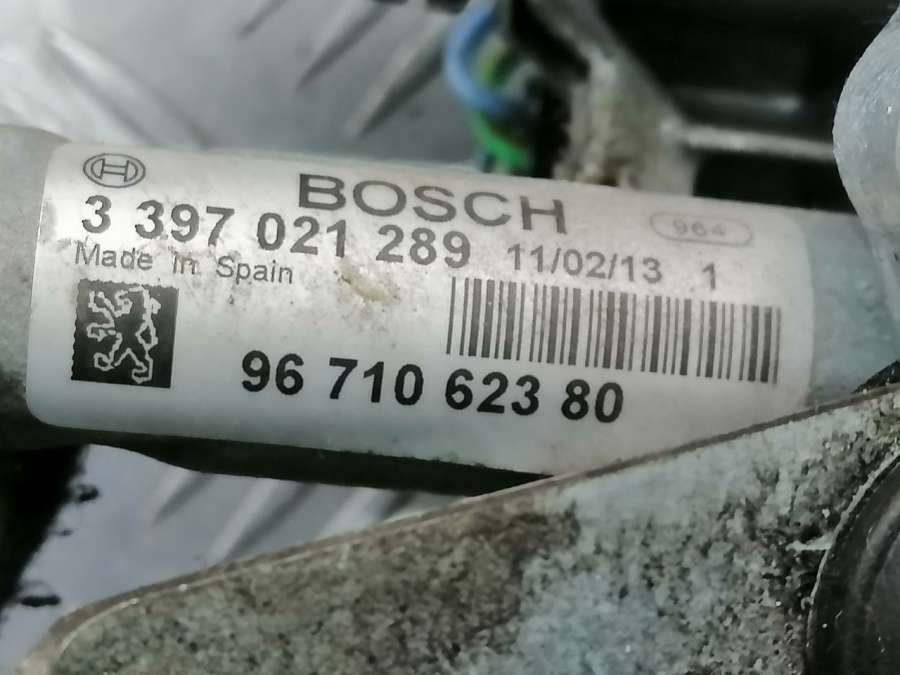 BOSCH 964
3 397 021 289 11/02/13 1
Made in Spain
96 710 623 80